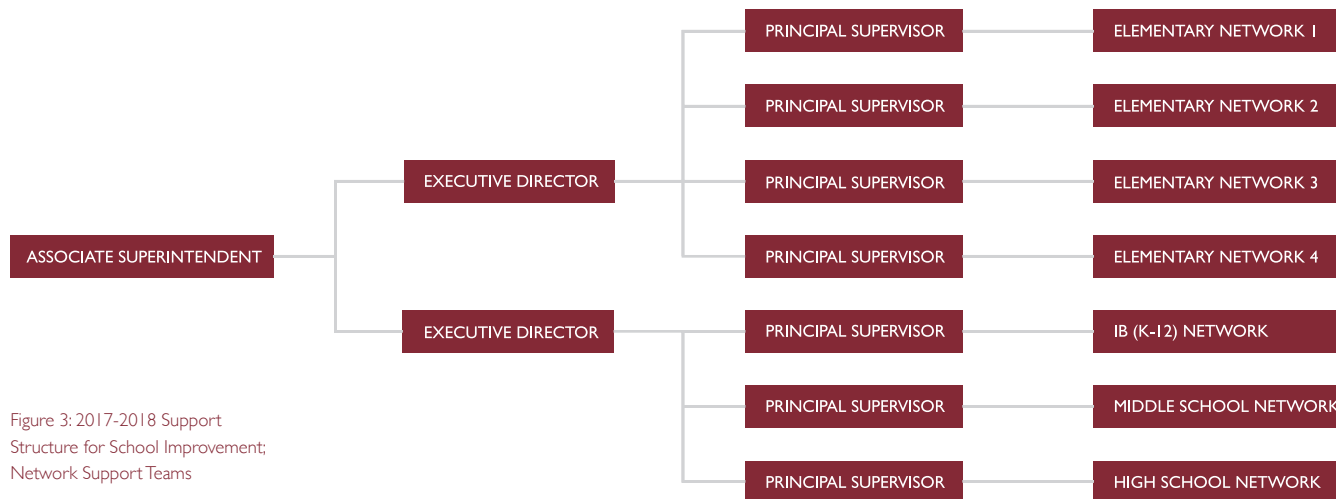 PRINCIPAL SUPERVISOR ELEMENTARY NETWORK 1
PRINCIPAL SUPERVISOR ELEMENTARY NETWORK 2
EXECUTIVE DIRECTOR PRINCIPAL SUPERVISOR ELEMENTARY NETWORK 3
ASSOCIATE SUPERINTENDENT PRINCIPAL SUPERVISOR ELEMENTARY NETWORK 4
EXECUTIVE DIRECTOR PRINCIPAL SUPERVISOR IB (K-12) NETWORK
PRINCIPAL SUPERVISOR MIDDLE SCHOOL NETWORK
PRINCIPAL SUPERVISOR HIGH SCHOOL NETWORK
Figure 3: 2017-2018 Support
Structure for School Improvement;
Network Support Teams